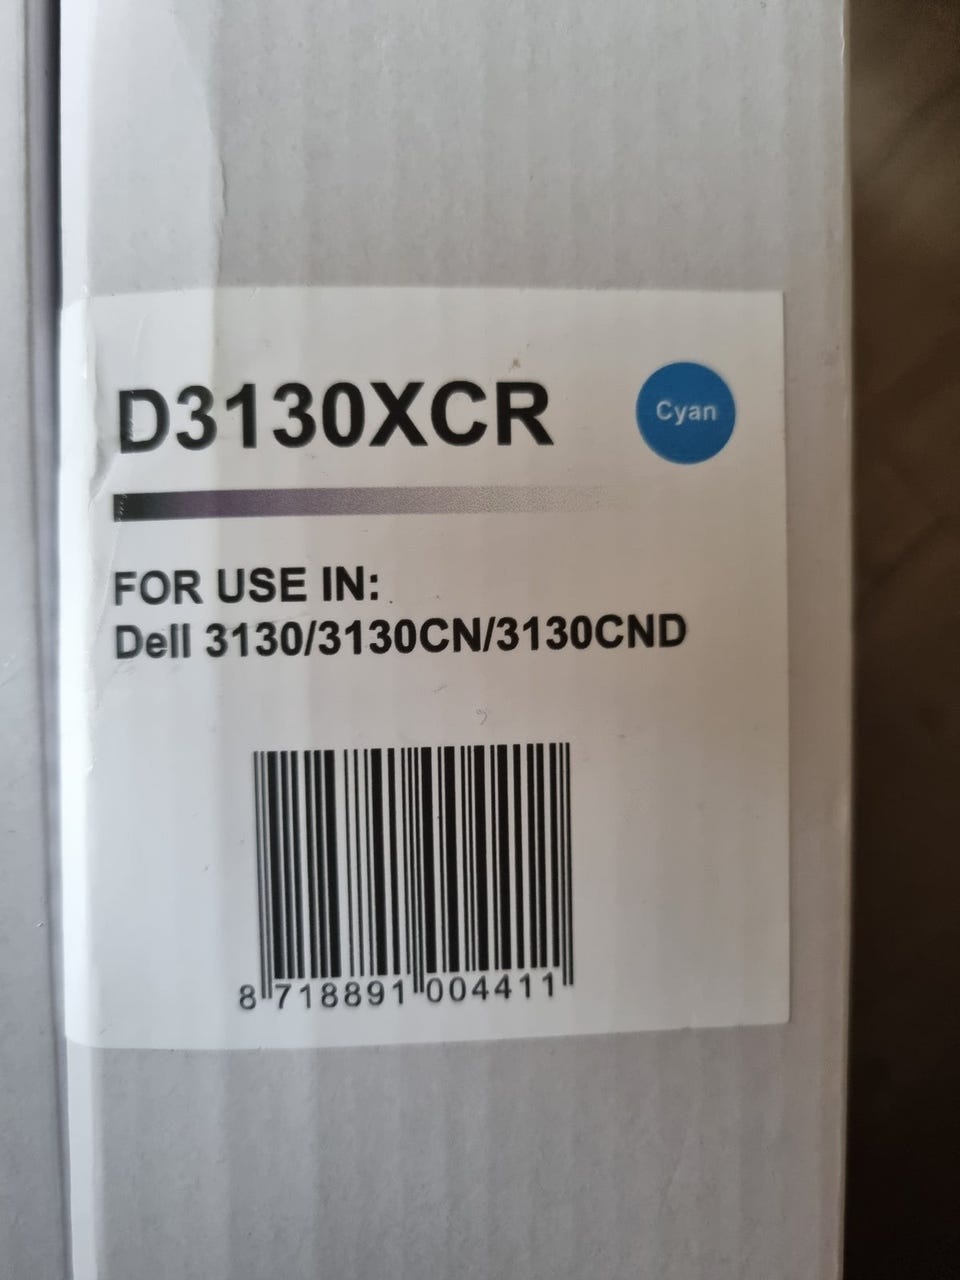 D3130XCR
Cyan
FOR USE IN:
Dell 3130/3130CN/3130CND
8 718891 004411